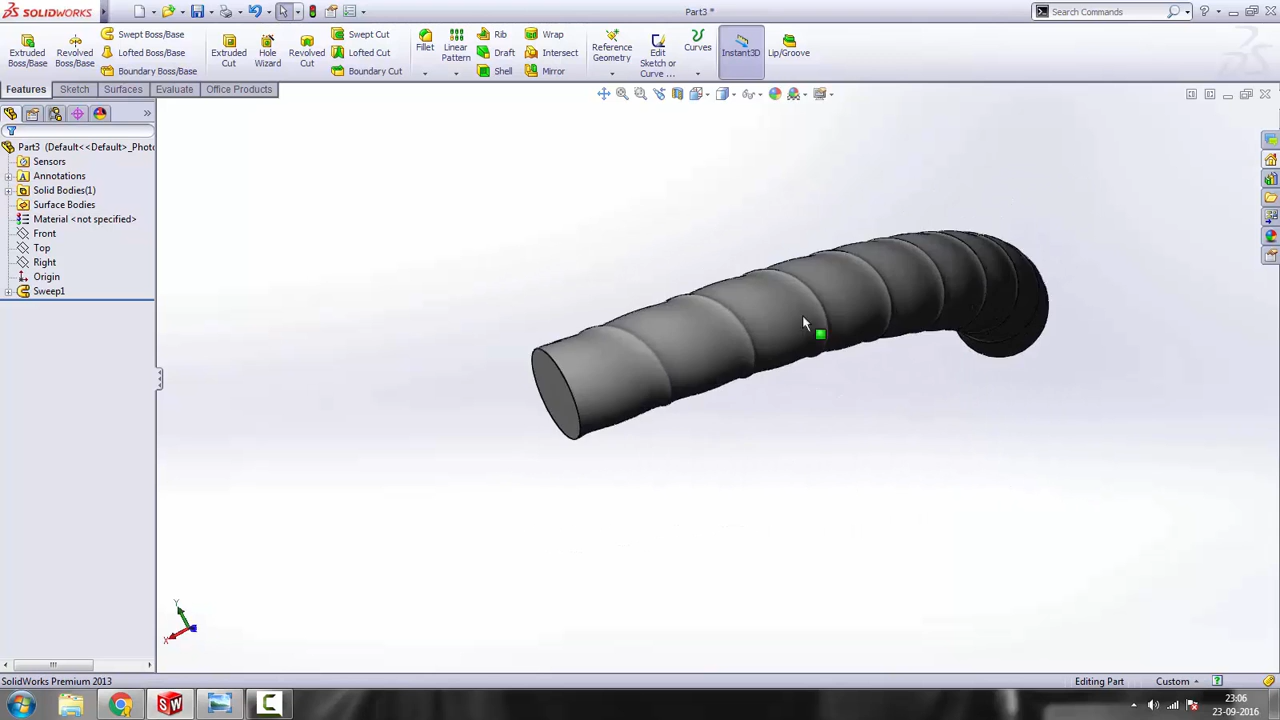 SOLIDWORKS
Part3 *
Search Commands
Extruded Boss/Base
Revolved Boss/Base
Swept Boss/Base
Lofted Boss/Base
Boundary Boss/Base
Extruded Cut
Hole Wizard
Revolved Cut
Swept Cut
Lofted Cut
Boundary Cut
Fillet
Linear Pattern
Rib
Draft
Shell
Wrap
Intersect
Mirror
Reference Geometry
Edit Sketch or Curve ...
Curves
Instant3D
Lip/Groove
Features
Sketch
Surfaces
Evaluate
Office Products
Part3 (Default<<Default>_Photo
Sensors
Annotations
Solid Bodies(1)
Surface Bodies
Material <not specified>
Front
Top
Right
Origin
Sweep1
Y
X
SolidWorks Premium 2013
Editing Part
Custom
23:06
23-09-2016